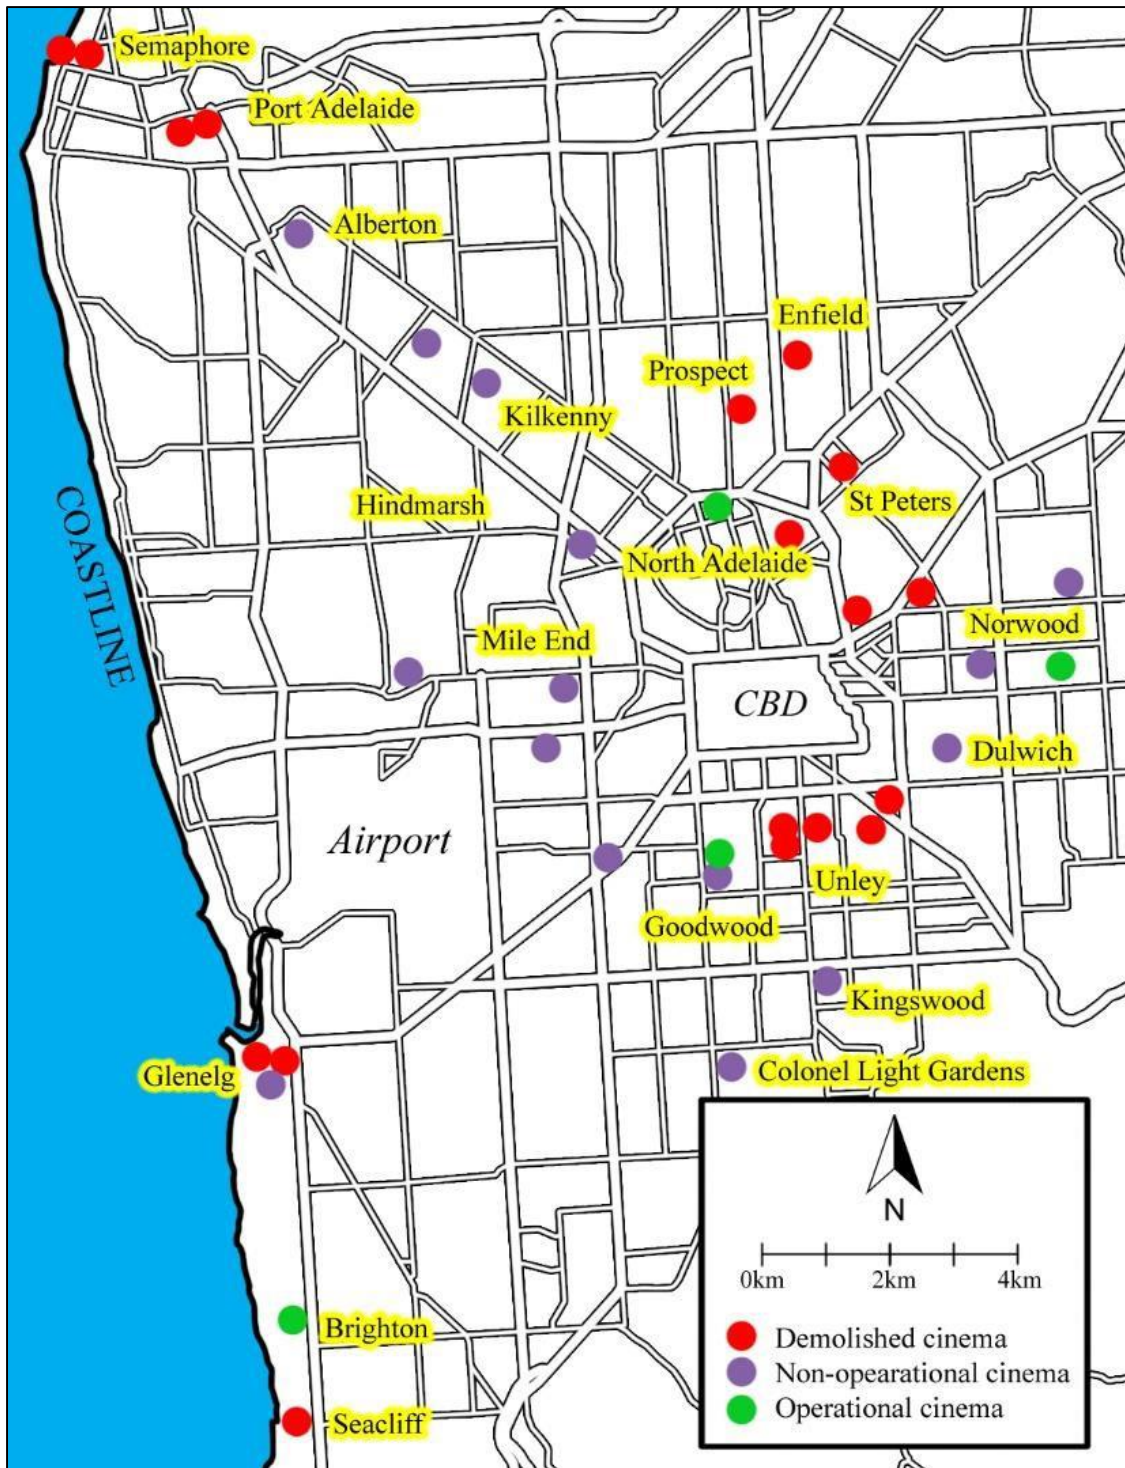 Semaphore
Port Adelaide
Alberton
Enfield
Prospect
Kilkenny
Hindmarsh
St Peters
COASTLINE
North Adelaide
Norwood
Mile End
CBD
Dulwich
Airport
Unley
Goodwood
Kingswood
Glenelg
Colonel Light Gardens
N
0km 2km 4km
Brighton
Seacliff
Demolished cinema
Non-opearational cinema
Operational cinema